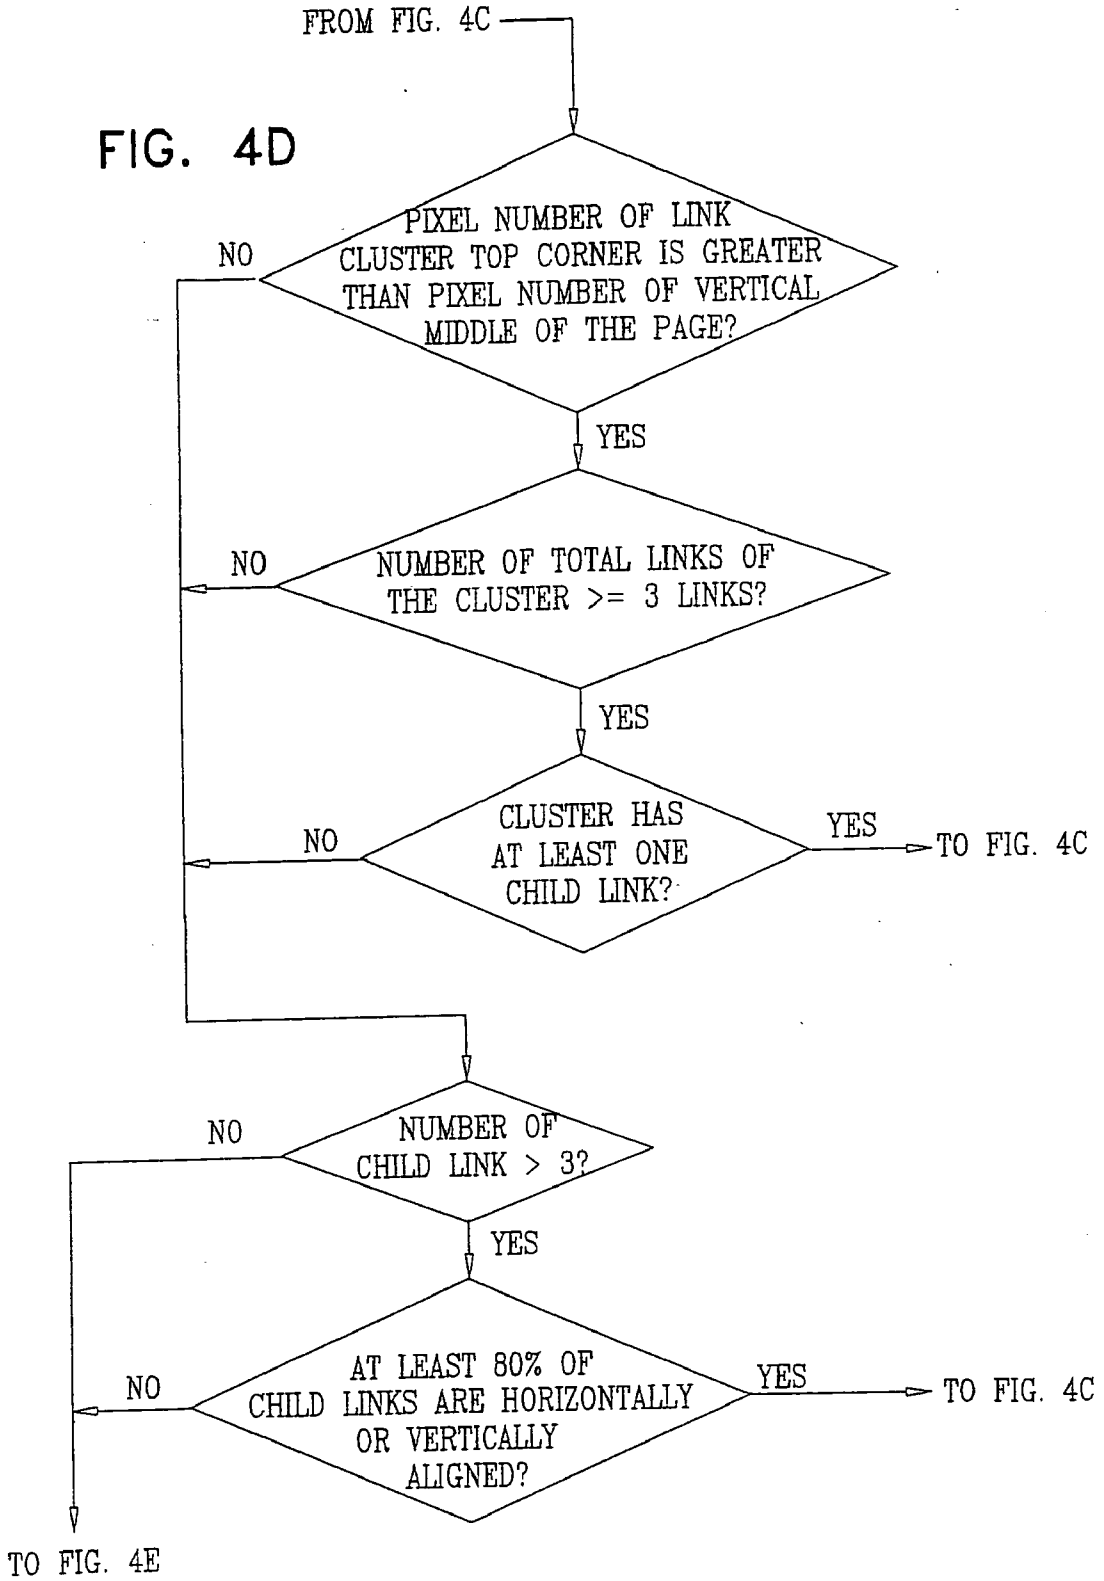 FROM FIG. 4C
FIG. 4D
PIXEL NUMBER OF LINK
CLUSTER TOP CORNER IS GREATER
THAN PIXEL NUMBER OF VERTICAL
MIDDLE OF THE PAGE?
NO
YES
NUMBER OF TOTAL LINKS OF
THE CLUSTER >= 3 LINKS?
NO
YES
CLUSTER HAS
AT LEAST ONE
CHILD LINK?
NO
YES
TO FIG. 4C
NUMBER OF
CHILD LINK > 3?
NO
YES
AT LEAST 80% OF
CHILD LINKS ARE HORIZONTALLY
OR VERTICALLY
ALIGNED?
NO
YES
TO FIG. 4C
TO FIG. 4E